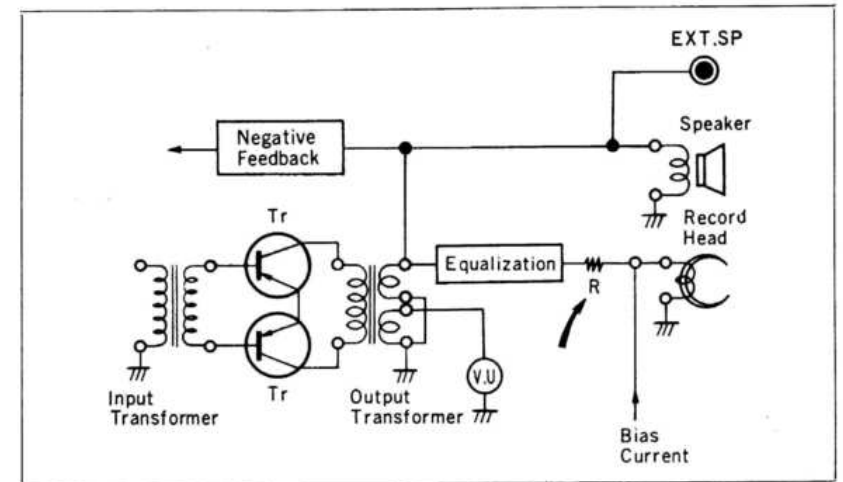 EXT.SP
Speaker
Negative
Feedback
Tr
Record
Head
Equalization
R
V.U
Tr
Input
Transformer
Output
Transformer
Bias
Current